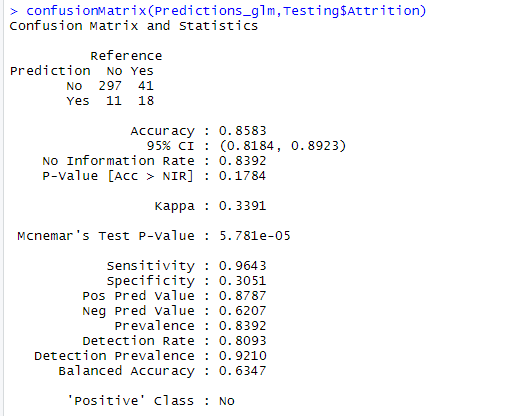 > confusionMatrix(Predictions_glm,Testing$Attrition)
Confusion Matrix and Statistics
Reference
Prediction No Yes
No 297 41
Yes 11 18
Accuracy : 0.8583
95% CI : (0.8184, 0.8923)
No Information Rate : 0.8392
P-Value [Acc > NIR] : 0.1784
Kappa : 0.3391
Mcnemar's Test P-Value : 5.781e-05
Sensitivity : 0.9643
Specificity : 0.3051
Pos Pred Value : 0.8787
Neg Pred Value : 0.6207
Prevalence : 0.8392
Detection Rate : 0.8093
Detection Prevalence : 0.9210
Balanced Accuracy : 0.6347
'Positive' Class : No